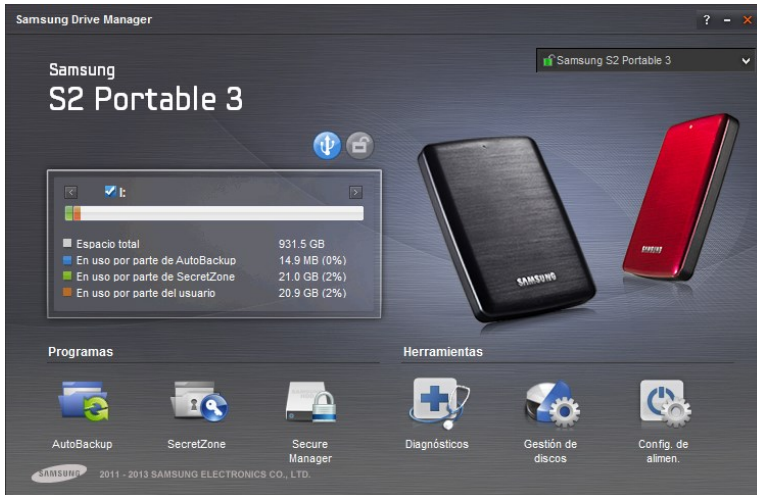 Samsung Drive Manager
? –
Samsung S2 Portable 3
Samsung
S2 Portable 3
I:
Espacio total 931.5 GB
En uso por parte de AutoBackup 14.9 MB (0%)
En uso por parte de SecretZone 21.0 GB (2%)
En uso por parte del usuario 20.9 GB (2%)
SAMSUNG
SAMSUNG
Programas
Herramientas
AutoBackup
SecretZone
Secure
Manager
Diagnósticos
Gestión de
discos
Config. de
alimen.
SAMSUNG 2011 - 2013 SAMSUNG ELECTRONICS CO., LTD.